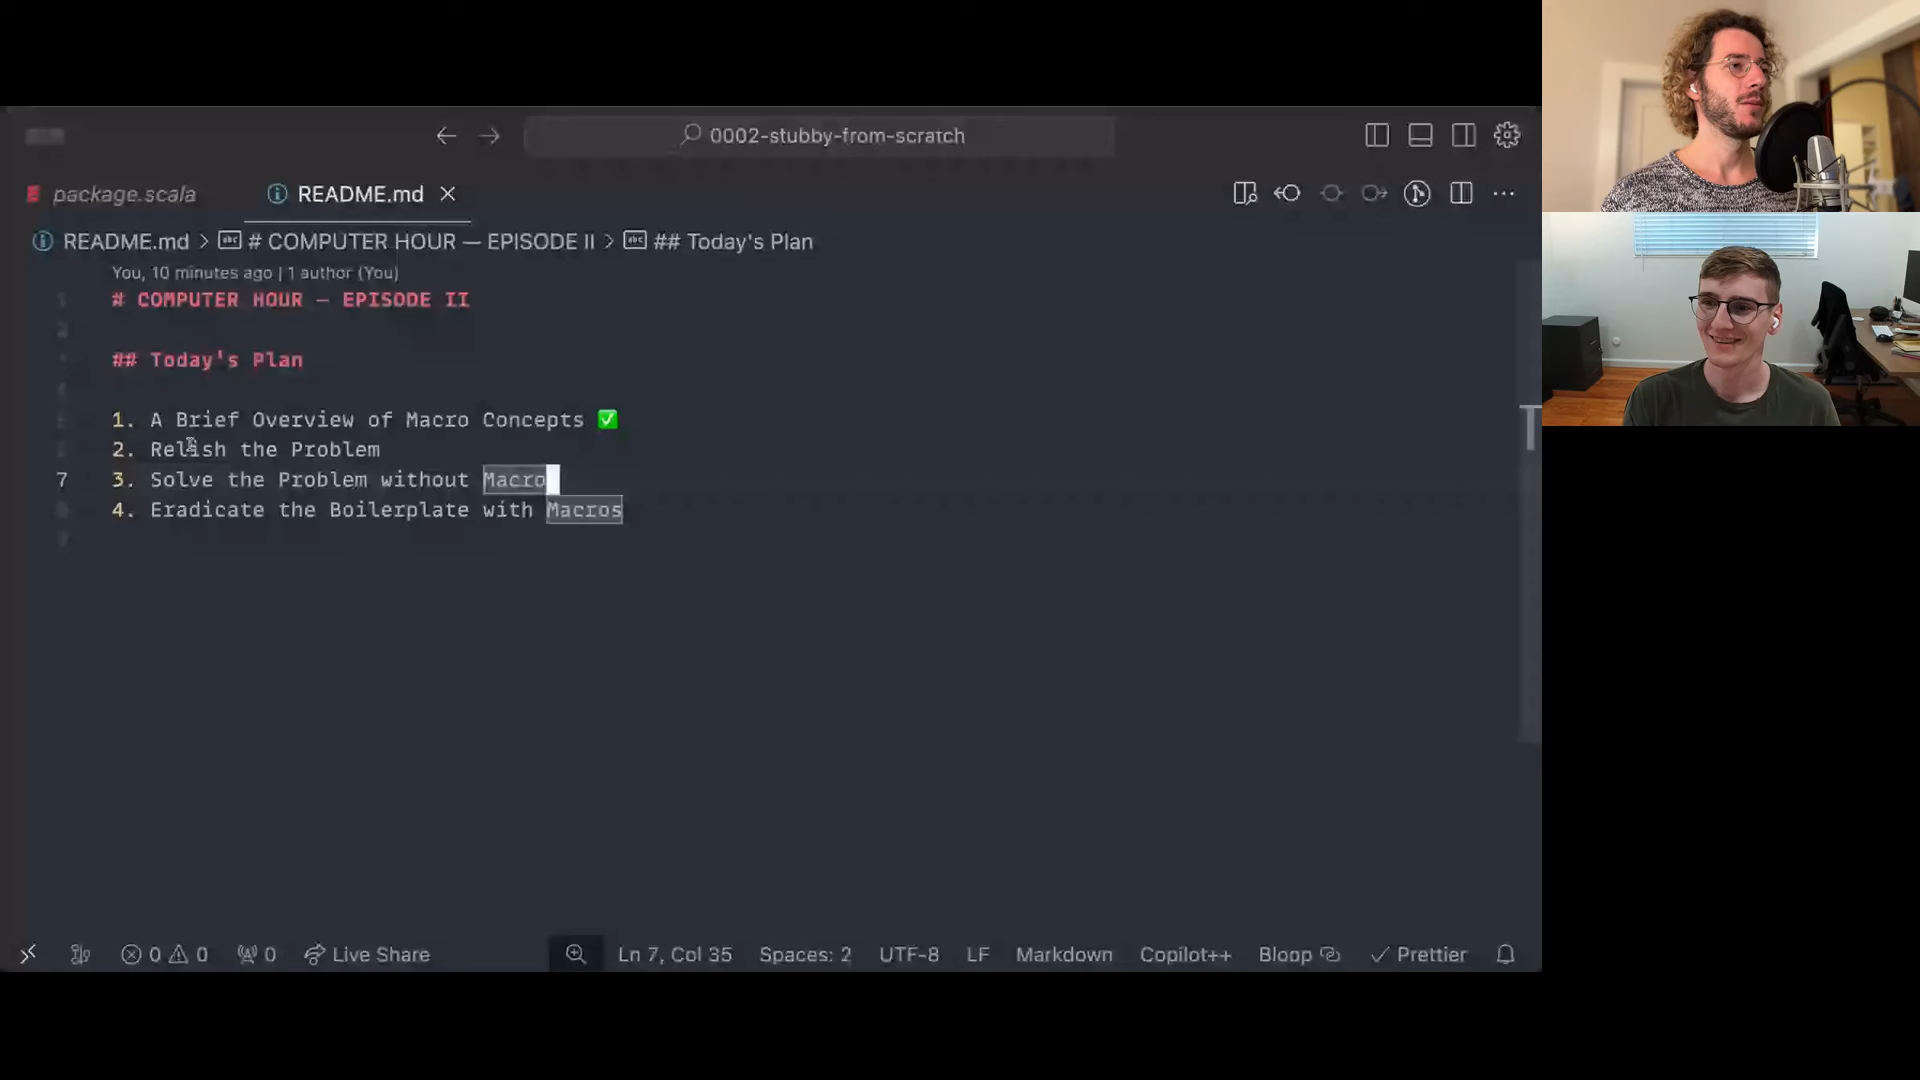 0002-stubby-from-scratch
package.scala
README.md
README.md > # COMPUTER HOUR — EPISODE II > ## Today's Plan
You, 10 minutes ago | 1 author (You)
# COMPUTER HOUR — EPISODE II
## Today's Plan
1. A Brief Overview of Macro Concepts ✅
2. Relish the Problem
7 3. Solve the Problem without Macro
4. Eradicate the Boilerplate with Macros
0 0 0 Live Share Ln 7, Col 35 Spaces: 2 UTF-8 LF Markdown Copilot++ Bloop Prettier